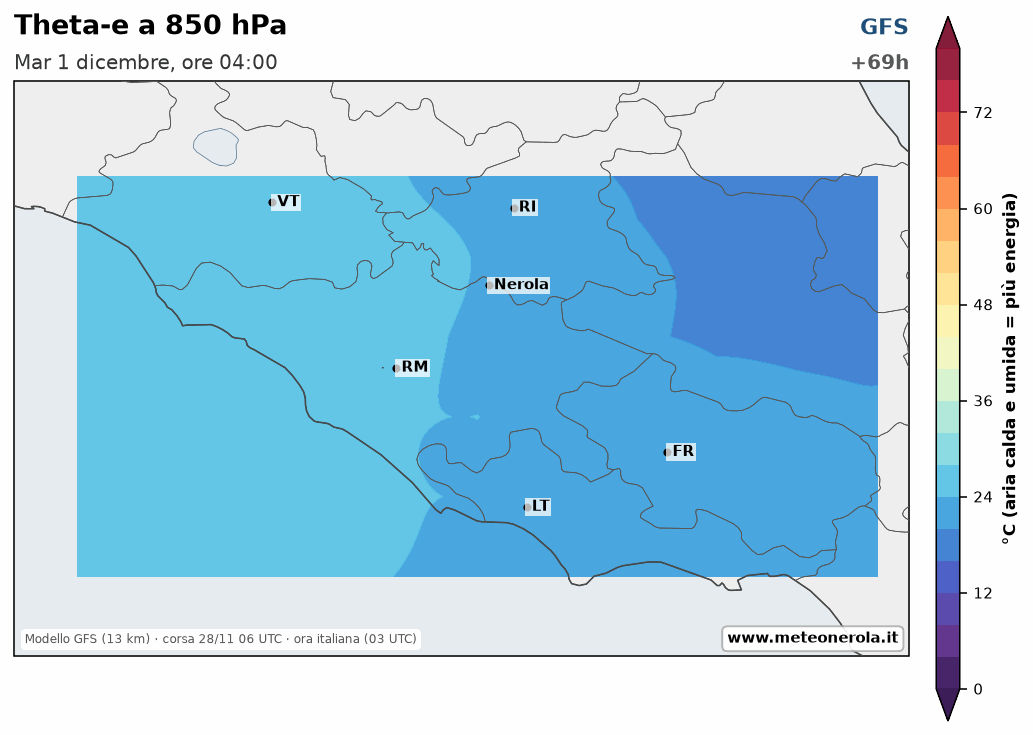 Theta-e a 850 hPa
GFS
Mar 1 dicembre, ore 04:00
+69h
VT
RI
Nerola
RM
FR
LT
72
60
48
36
24
12
0
°C (aria calda e umida = più energia)
Modello GFS (13 km) · corsa 28/11 06 UTC · ora italiana (03 UTC)
www.meteonerola.it